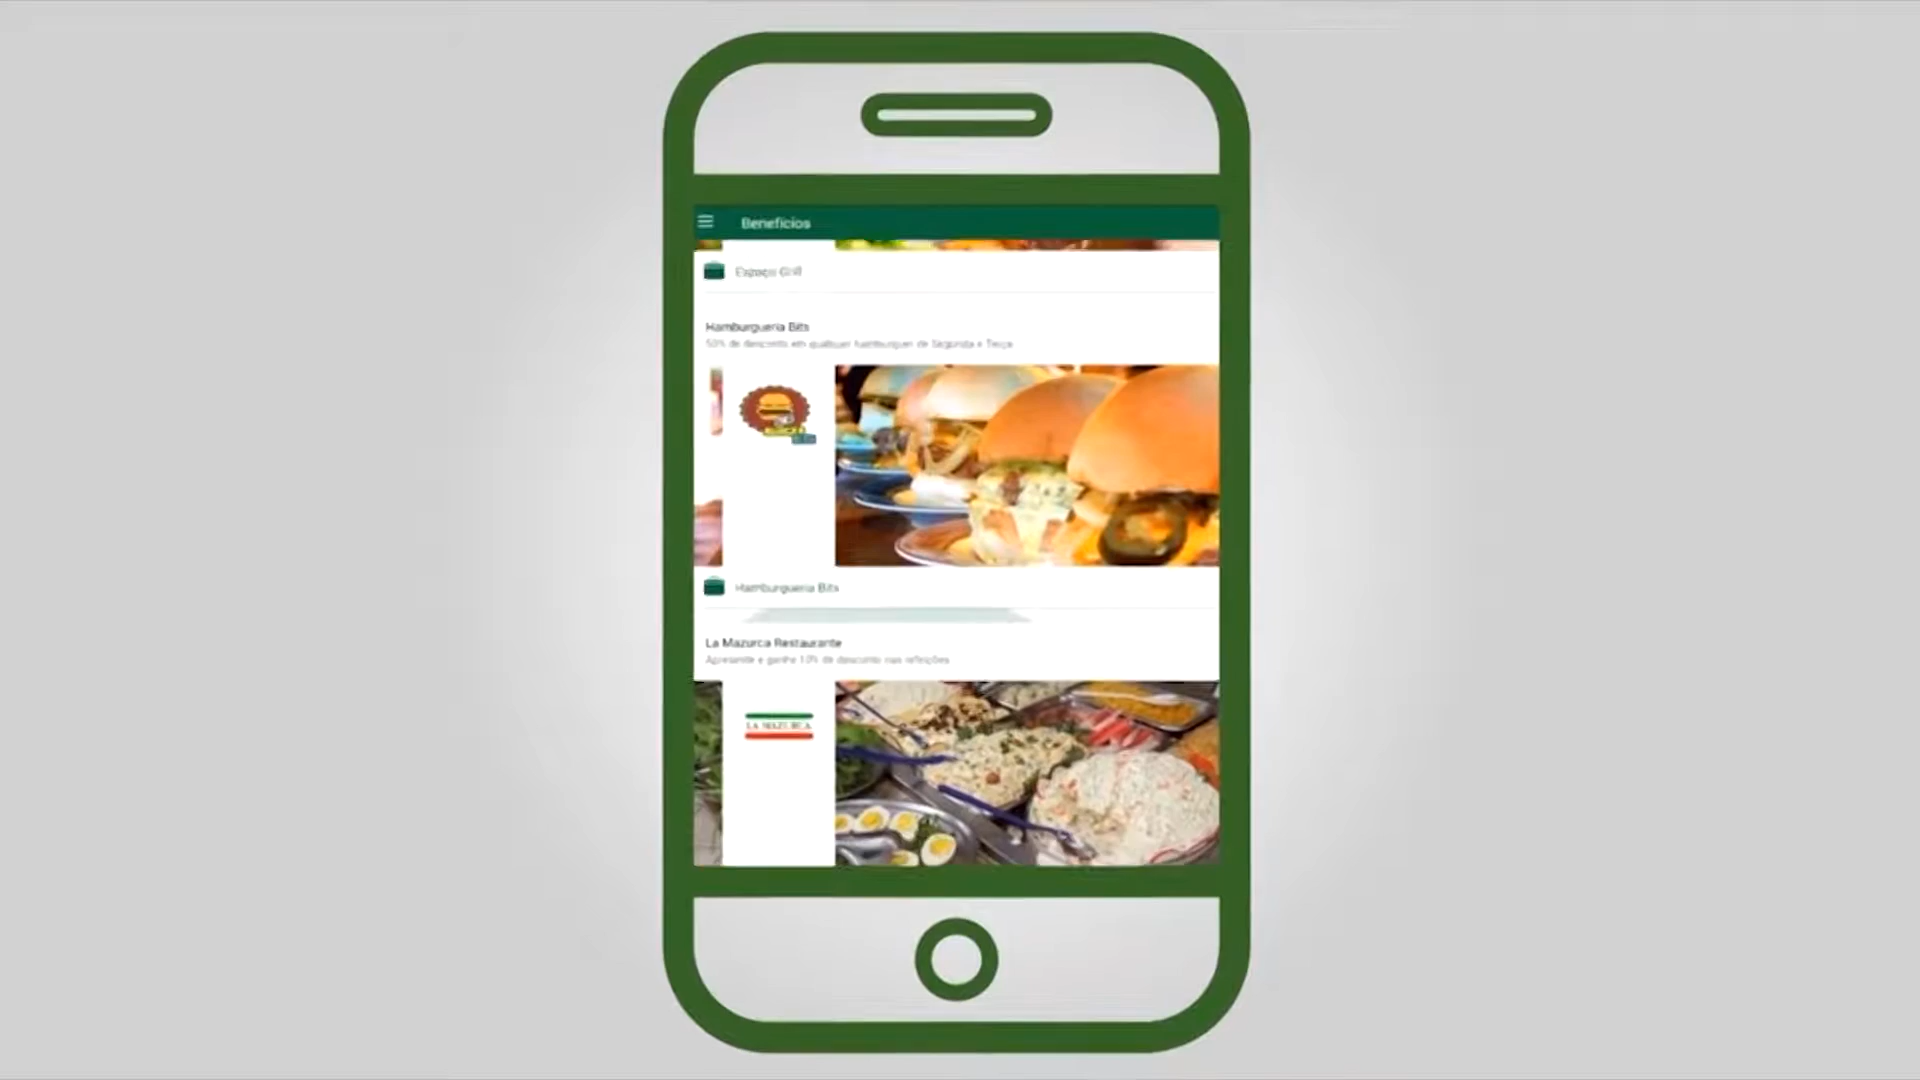 Benefícios
Espaço Grill
Hamburgueria Bits
50% de desconto em qualquer hamburguer de Segunda e Terça
Hamburgueria Bits
La Mazurca Restaurante
Apresente e ganhe 10% de desconto nas refeições
LA MAZURCA